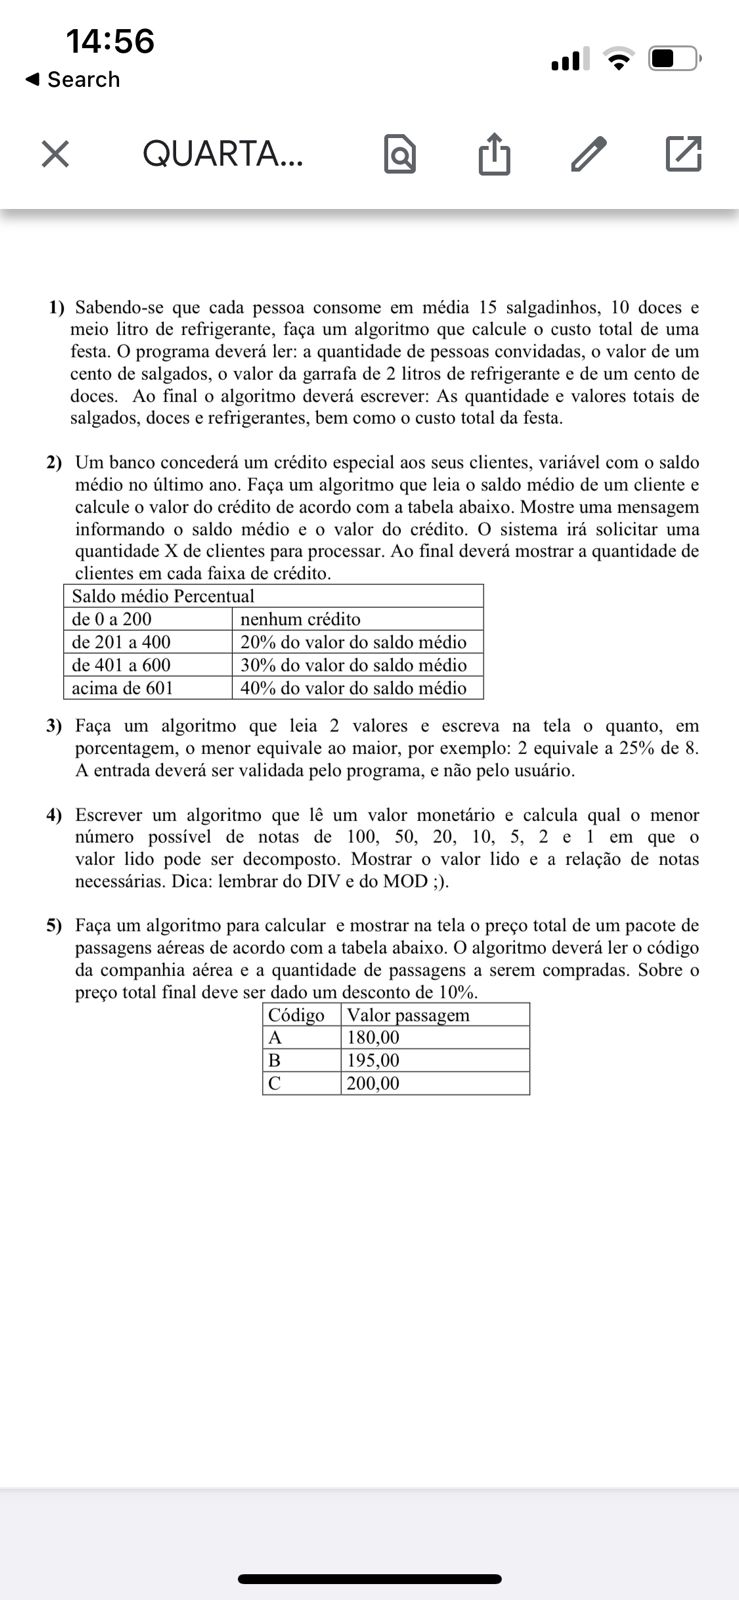 14:56
◀ Search
QUARTA...
1) Sabendo-se que cada pessoa consome em média 15 salgadinhos, 10 doces e
meio litro de refrigerante, faça um algoritmo que calcule o custo total de uma
festa. O programa deverá ler: a quantidade de pessoas convidadas, o valor de um
cento de salgados, o valor da garrafa de 2 litros de refrigerante e de um cento de
doces. Ao final o algoritmo deverá escrever: As quantidade e valores totais de
salgados, doces e refrigerantes, bem como o custo total da festa.
2) Um banco concederá um crédito especial aos seus clientes, variável com o saldo
médio no último ano. Faça um algoritmo que leia o saldo médio de um cliente e
calcule o valor do crédito de acordo com a tabela abaixo. Mostre uma mensagem
informando o saldo médio e o valor do crédito. O sistema irá solicitar uma
quantidade X de clientes para processar. Ao final deverá mostrar a quantidade de
clientes em cada faixa de crédito.
Saldo médio Percentual
de 0 a 200 nenhum crédito
de 201 a 400 20% do valor do saldo médio
de 401 a 600 30% do valor do saldo médio
acima de 601 40% do valor do saldo médio
3) Faça um algoritmo que leia 2 valores e escreva na tela o quanto, em
porcentagem, o menor equivale ao maior, por exemplo: 2 equivale a 25% de 8.
A entrada deverá ser validada pelo programa, e não pelo usuário.
4) Escrever um algoritmo que lê um valor monetário e calcula qual o menor
número possível de notas de 100, 50, 20, 10, 5, 2 e 1 em que o
valor lido pode ser decomposto. Mostrar o valor lido e a relação de notas
necessárias. Dica: lembrar do DIV e do MOD ;).
5) Faça um algoritmo para calcular e mostrar na tela o preço total de um pacote de
passagens aéreas de acordo com a tabela abaixo. O algoritmo deverá ler o código
da companhia aérea e a quantidade de passagens a serem compradas. Sobre o
preço total final deve ser dado um desconto de 10%.
Código Valor passagem
A 180,00
B 195,00
C 200,00